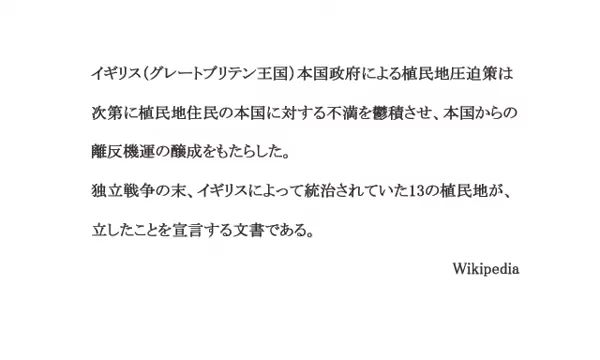 イギリス（グレートブリテン王国）本国政府による植民地圧迫策は
次第に植民地住民の本国に対する不満を鬱積させ、本国からの
離反機運の醸成をもたらした。
独立戦争の末、イギリスによって統治されていた13の植民地が、
立したことを宣言する文書である。
Wikipedia